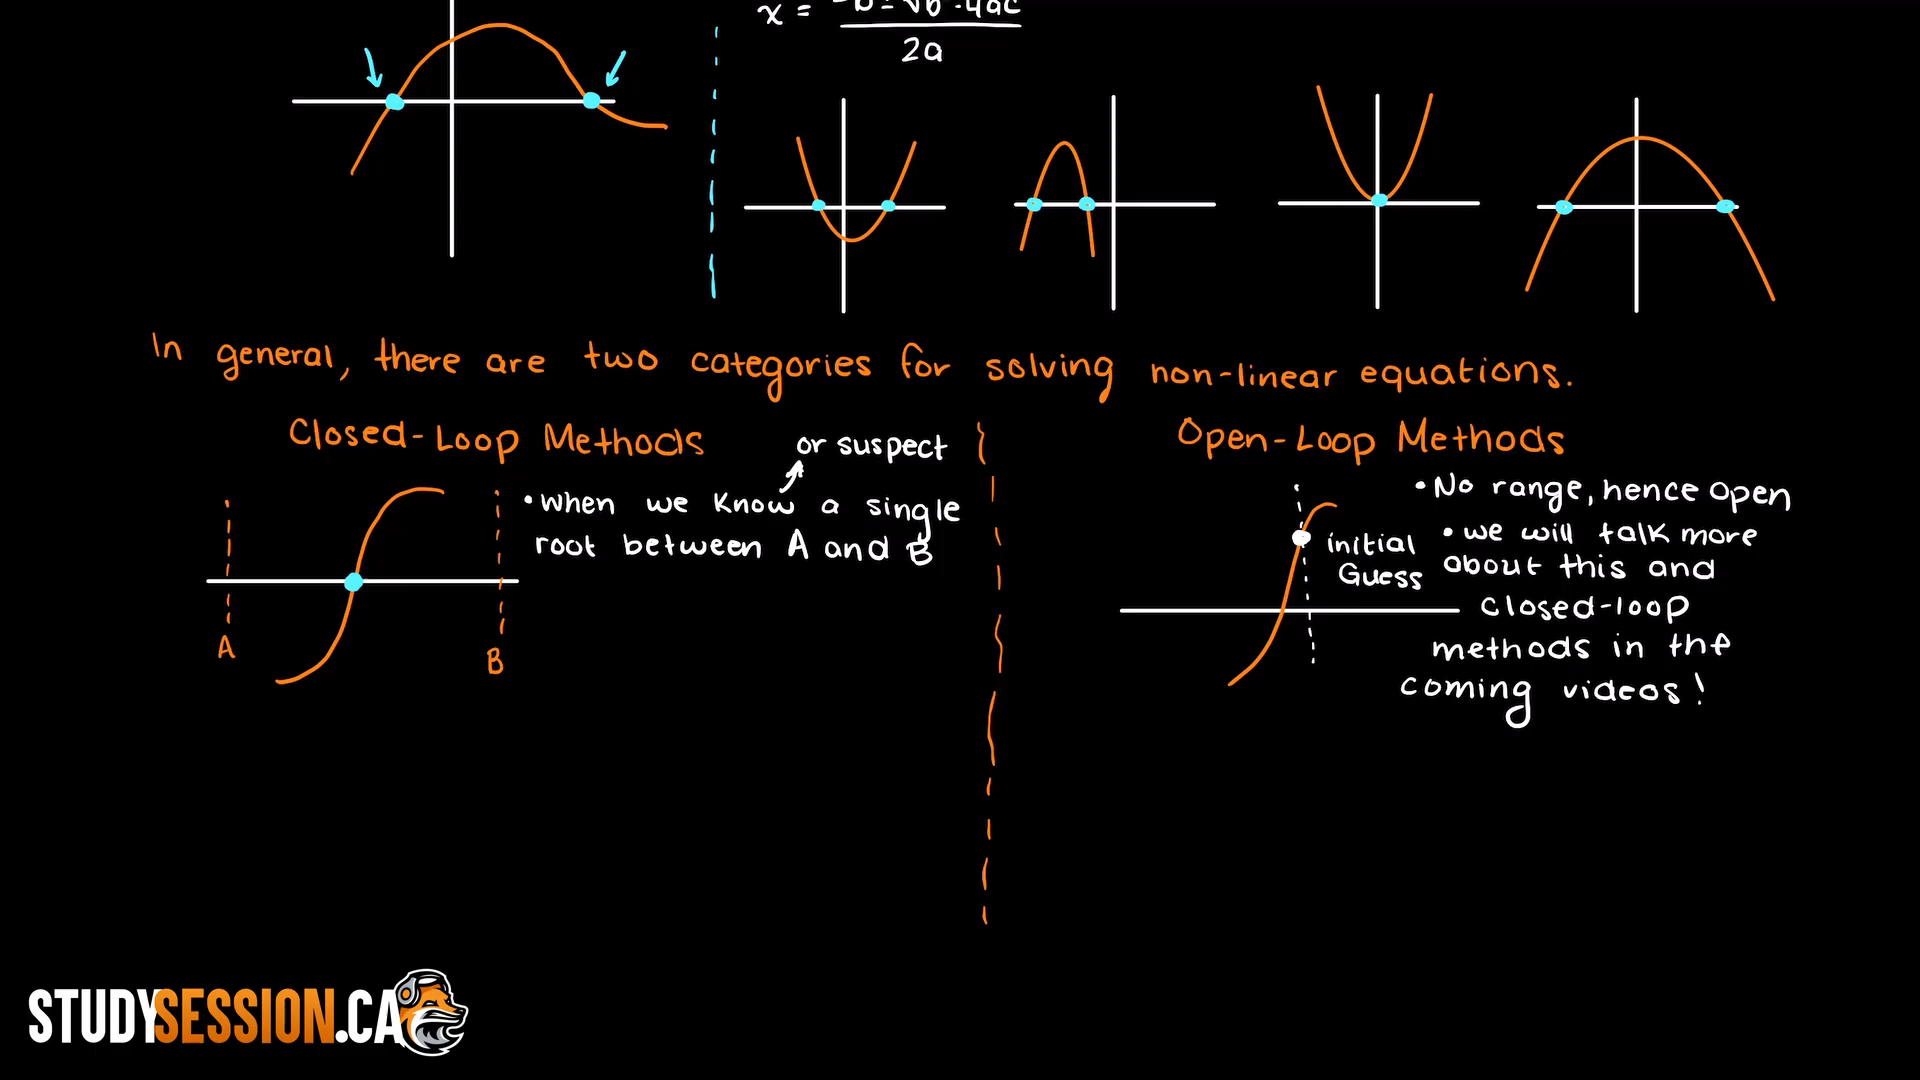 x = -b ± √b² - 4ac
2a
In general, there are two categories for solving non-linear equations.
Closed-Loop Methods
or suspect
• When we know a single
root between A and B
A
B
Open-Loop Methods
• No range, hence open
initial
Guess
• we will talk more
about this and
closed-loop
methods in the
coming videos!
STUDYSESSION.CA